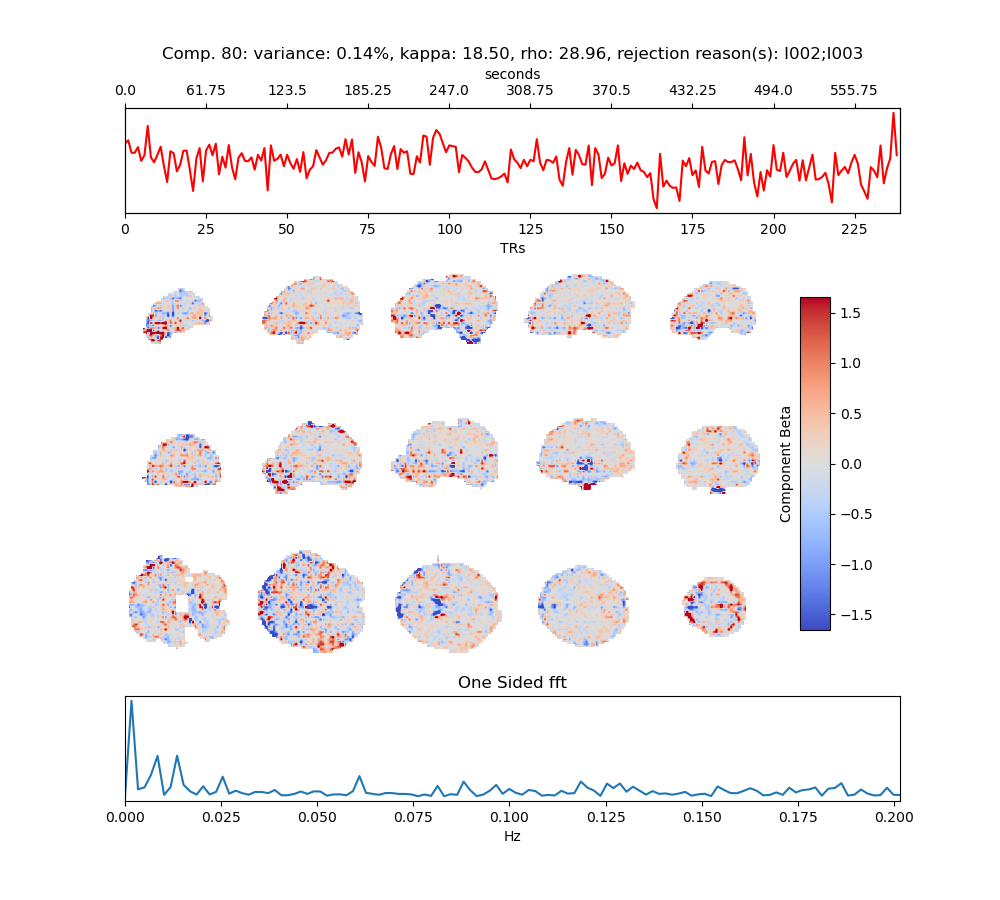 Comp. 80: variance: 0.14%, kappa: 18.50, rho: 28.96, rejection reason(s): I002;I003
seconds
0.0 61.75 123.5 185.25 247.0 308.75 370.5 432.25 494.0 555.75
0 25 50 75 100 125 150 175 200 225
TRs
1.5
1.0
0.5
0.0
−0.5
−1.0
−1.5
Component Beta
One Sided fft
0.000 0.025 0.050 0.075 0.100 0.125 0.150 0.175 0.200
Hz